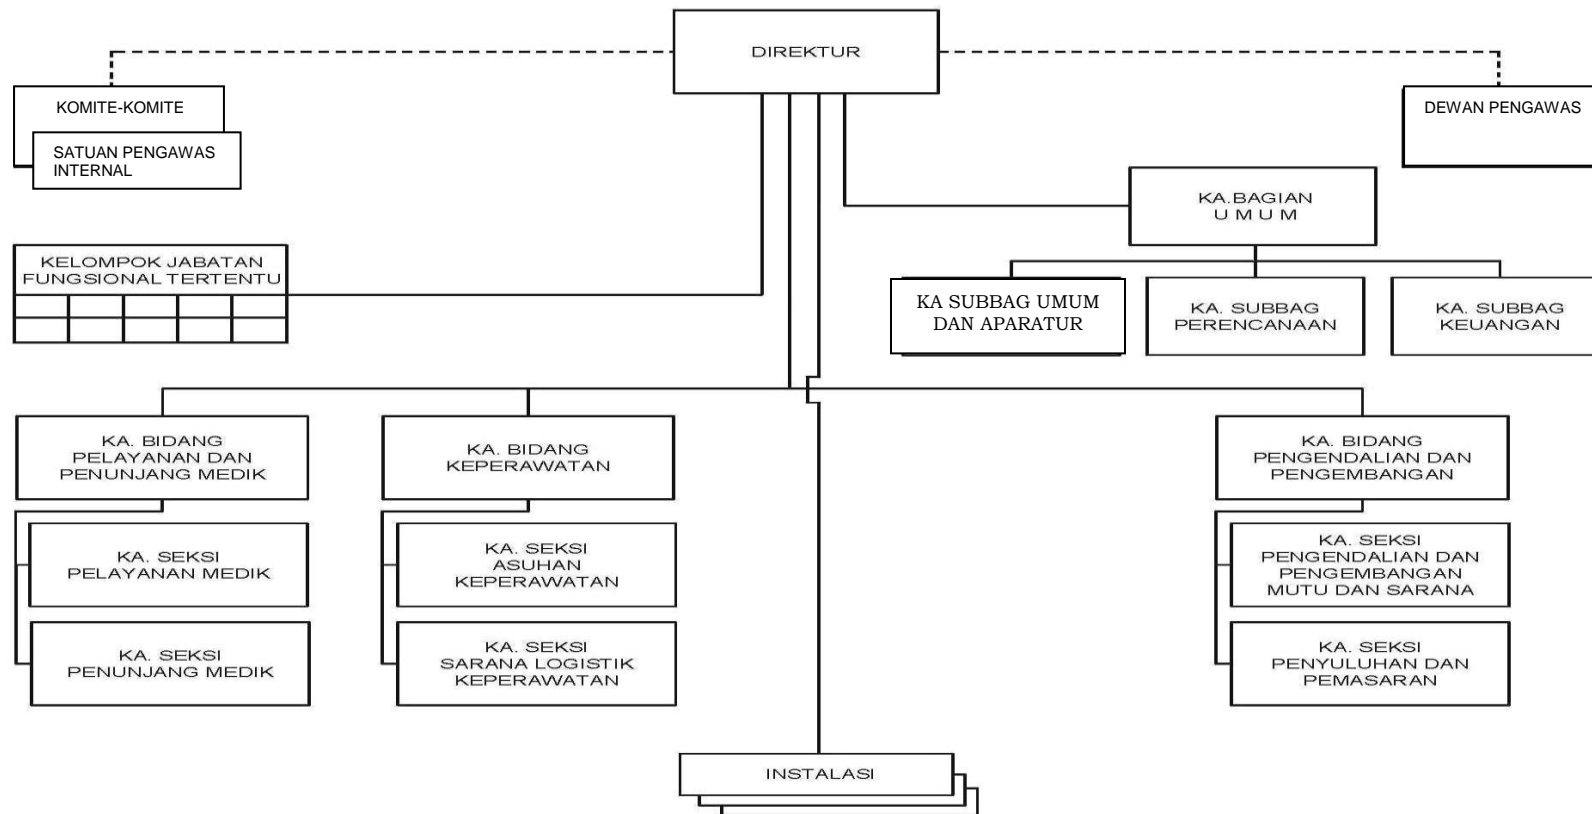 DIREKTUR
KOMITE-KOMITE
SATUAN PENGAWAS
INTERNAL
DEWAN PENGAWAS
KA.BAGIAN
U M U M
KELOMPOK JABATAN
FUNGSIONAL TERTENTU
KA SUBBAG UMUM
DAN APARATUR
KA. SUBBAG
PERENCANAAN
KA. SUBBAG
KEUANGAN
KA. BIDANG
PELAYANAN DAN
PENUNJANG MEDIK
KA. BIDANG
KEPERAWATAN
KA. BIDANG
PENGENDALIAN DAN
PENGEMBANGAN
KA. SEKSI
PELAYANAN MEDIK
KA. SEKSI
ASUHAN
KEPERAWATAN
KA. SEKSI
PENGENDALIAN DAN
PENGEMBANGAN
MUTU DAN SARANA
KA. SEKSI
PENUNJANG MEDIK
KA. SEKSI
SARANA LOGISTIK
KEPERAWATAN
KA. SEKSI
PENYULUHAN DAN
PEMASARAN
INSTALASI